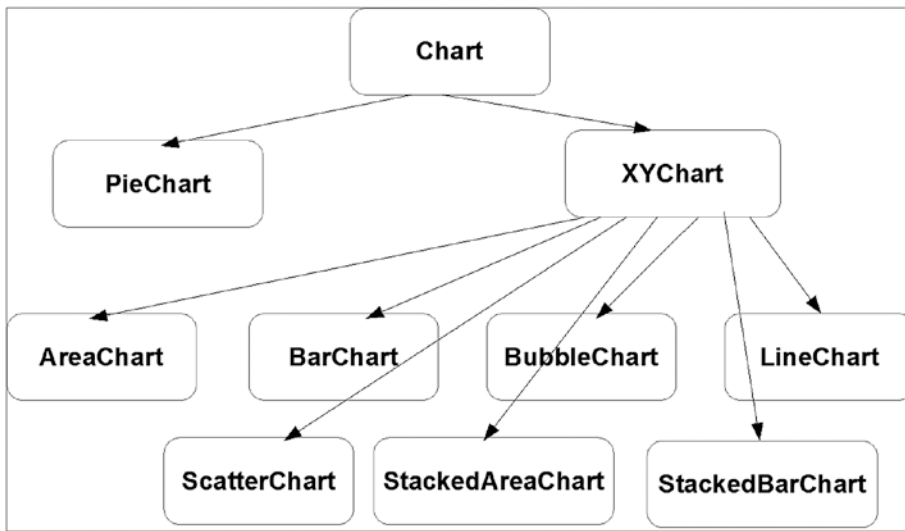 Chart
PieChart
XYChart
AreaChart
BarChart
BubbleChart
LineChart
ScatterChart
StackedAreaChart
StackedBarChart